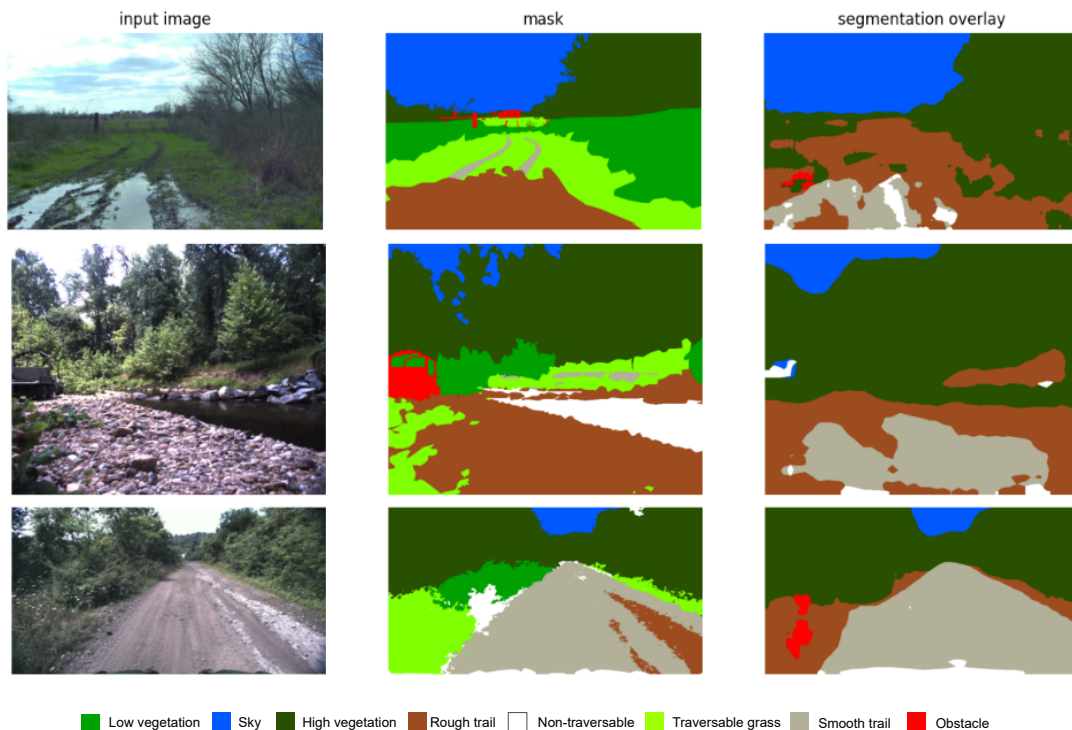 input image mask segmentation overlay
Low vegetation Sky High vegetation Rough trail Non-traversable Traversable grass Smooth trail Obstacle